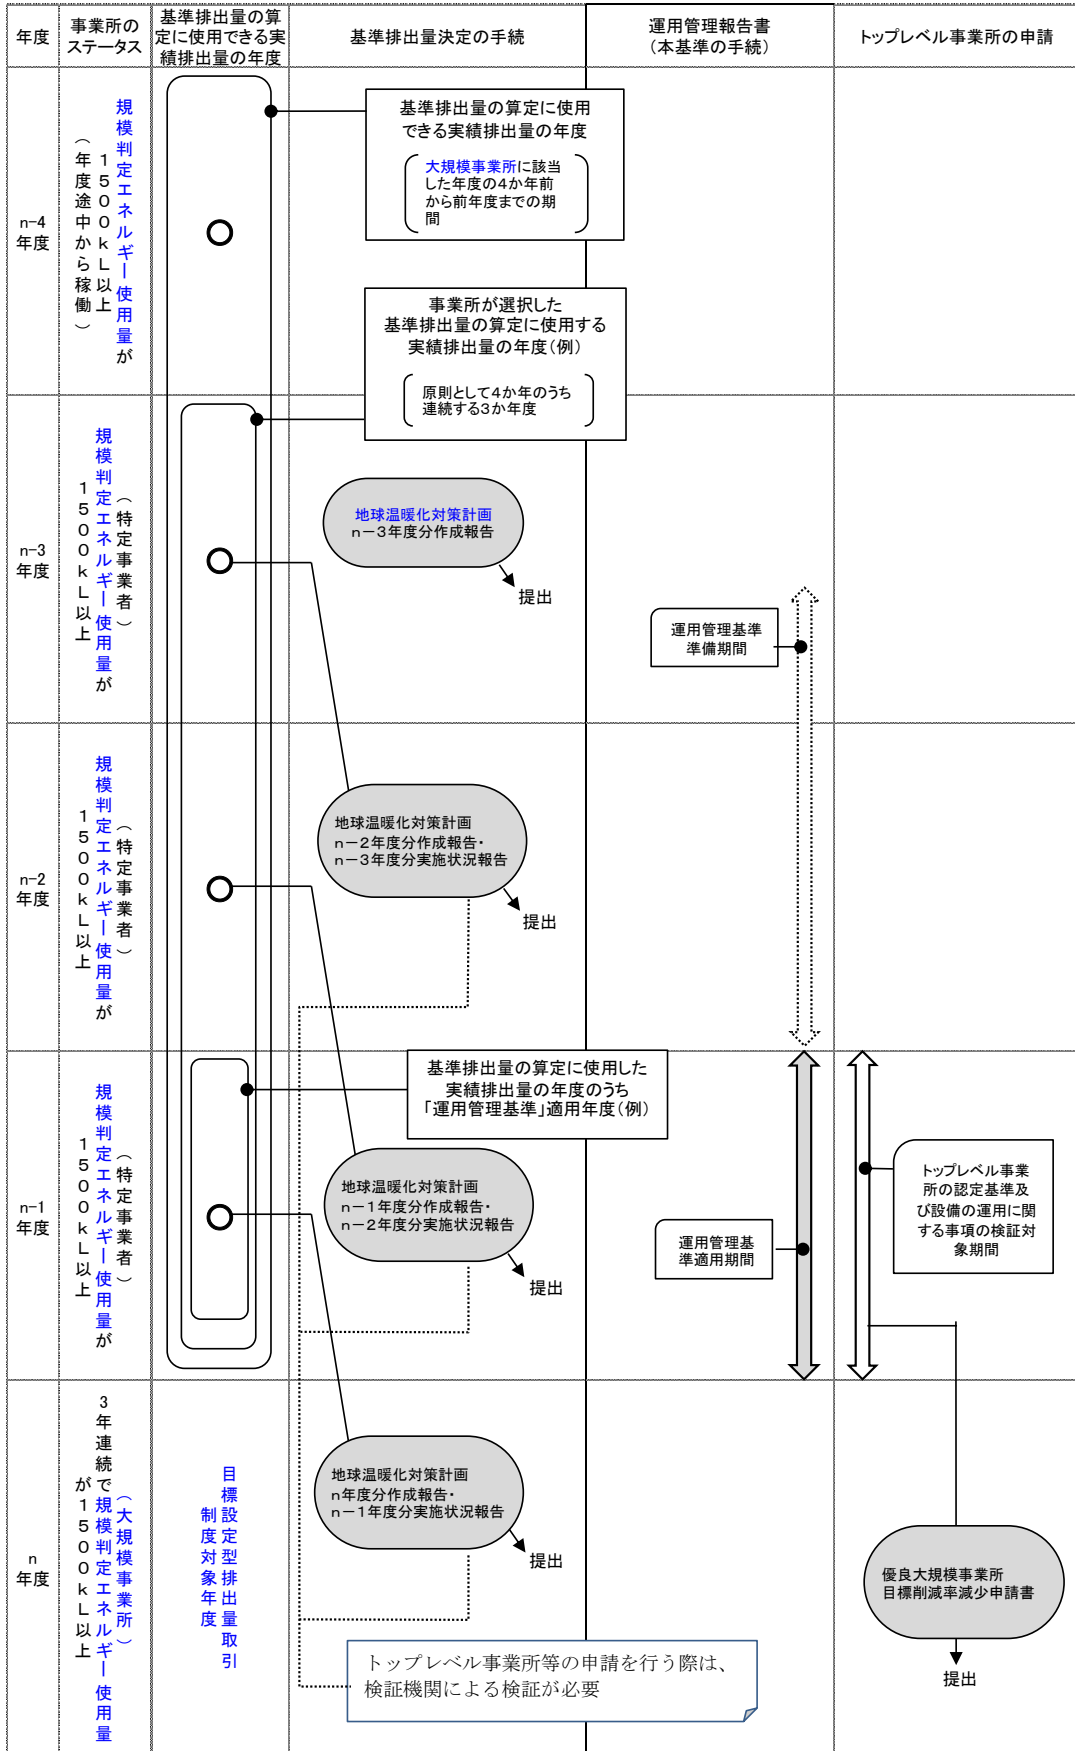 年度
事業所の
ステータス
基準排出量の算
定に使用できる実
績排出量の年度
基準排出量決定の手続
運用管理報告書
（本基準の手続）
トップレベル事業所の申請
n-4
年度
規模判定エネルギー使用量が
1500kL以上
（年度途中から稼働）
基準排出量の算定に使用
できる実績排出量の年度
大規模事業所に該当
した年度の4か年前
から前年度までの期
間
事業所が選択した
基準排出量の算定に使用する
実績排出量の年度（例）
原則として4か年のうち
連続する3か年度
n-3
年度
（特定事業者）
規模判定エネルギー使用量が
1500kL以上
地球温暖化対策計画
n－3年度分作成報告
提出
運用管理基準
準備期間
n-2
年度
（特定事業者）
規模判定エネルギー使用量が
1500kL以上
地球温暖化対策計画
n－2年度分作成報告・
n－3年度分実施状況報告
提出
n-1
年度
（特定事業者）
規模判定エネルギー使用量が
1500kL以上
基準排出量の算定に使用した
実績排出量の年度のうち
「運用管理基準」適用年度（例）
地球温暖化対策計画
n－1年度分作成報告・
n－2年度分実施状況報告
提出
運用管理基
準適用期間
トップレベル事業
所の認定基準及
び設備の運用に関
する事項の検証対
象期間
n
年度
（大規模事業所）
3年連続で規模判定エネルギー使用量
が1500kL以上
目標設定型排出量取引
制度対象年度
地球温暖化対策計画
n年度分作成報告・
n－1年度分実施状況報告
提出
優良大規模事業所
目標削減率減少申請書
提出
トップレベル事業所等の申請を行う際は、
検証機関による検証が必要